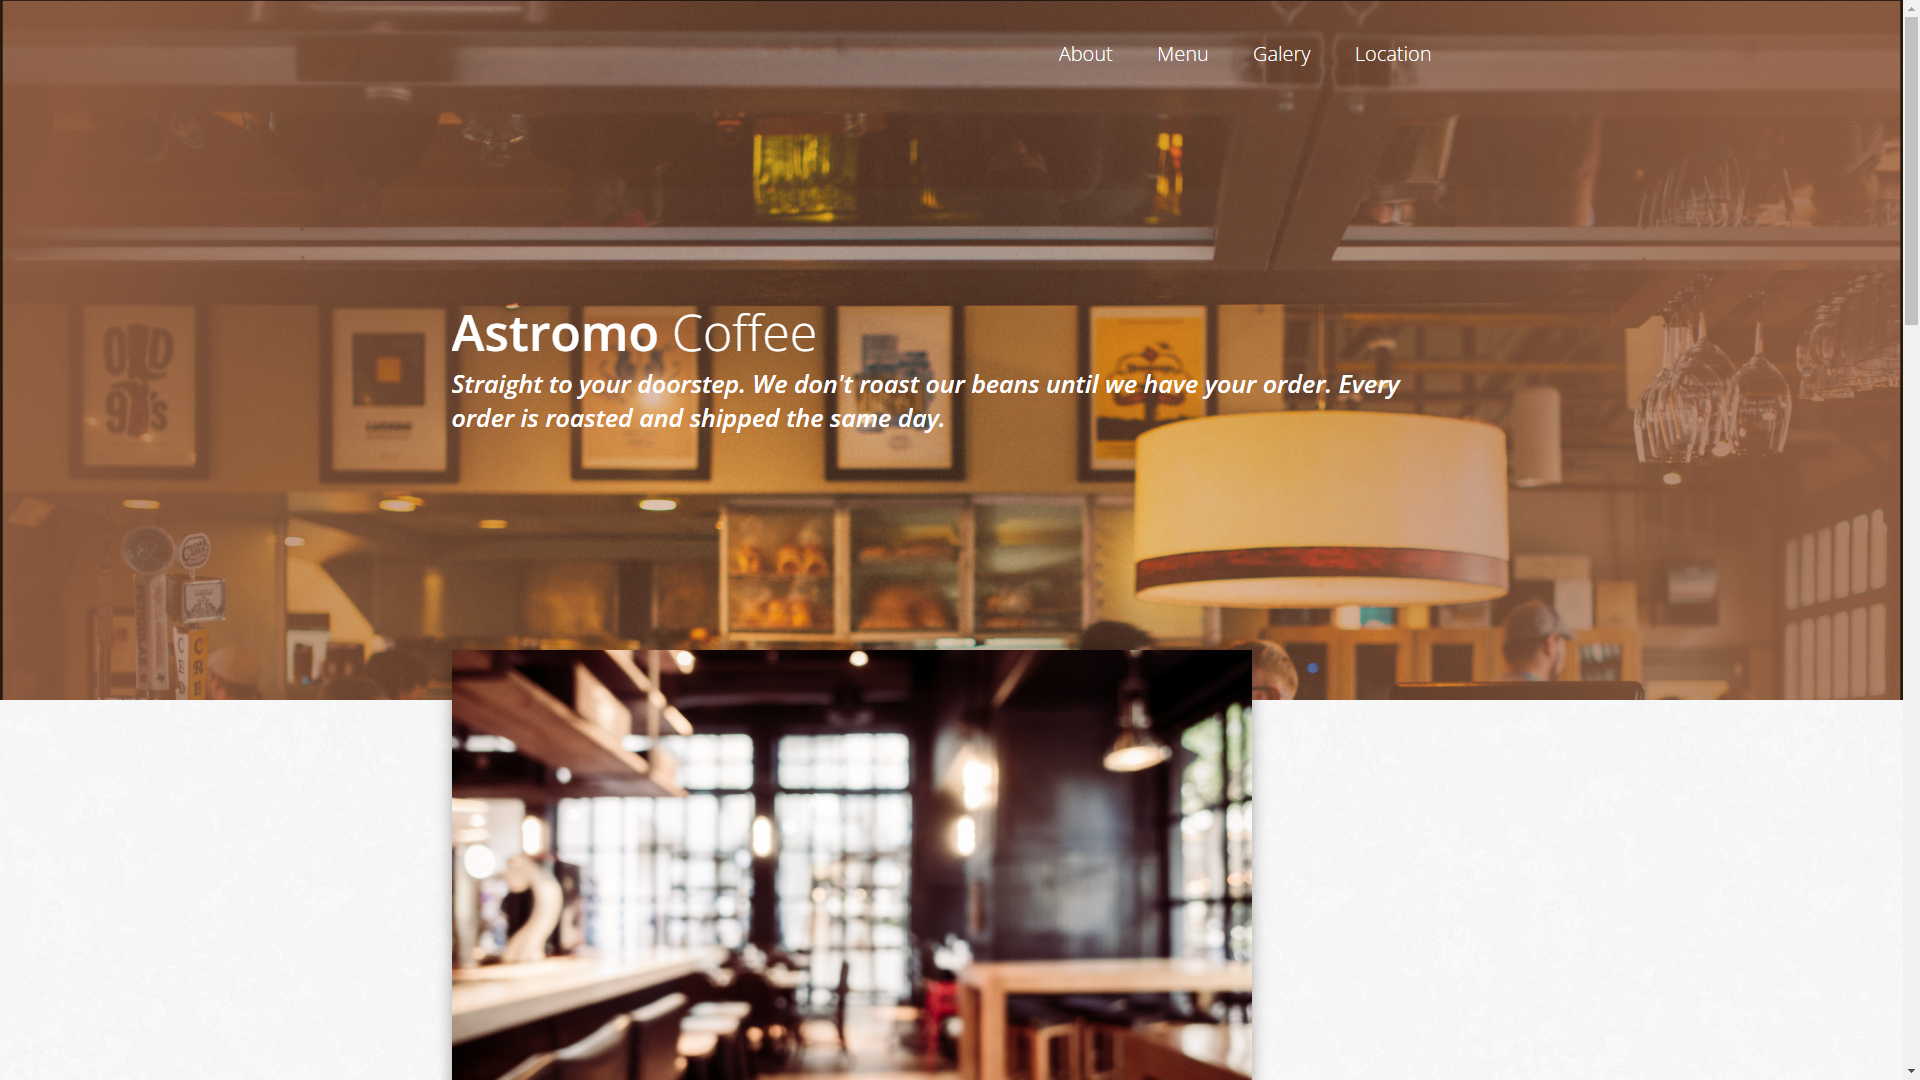 About Menu Galery Location
OLD
90's
Astromo Coffee
Straight to your doorstep. We don't roast our beans until we have your order. Every
order is roasted and shipped the same day.